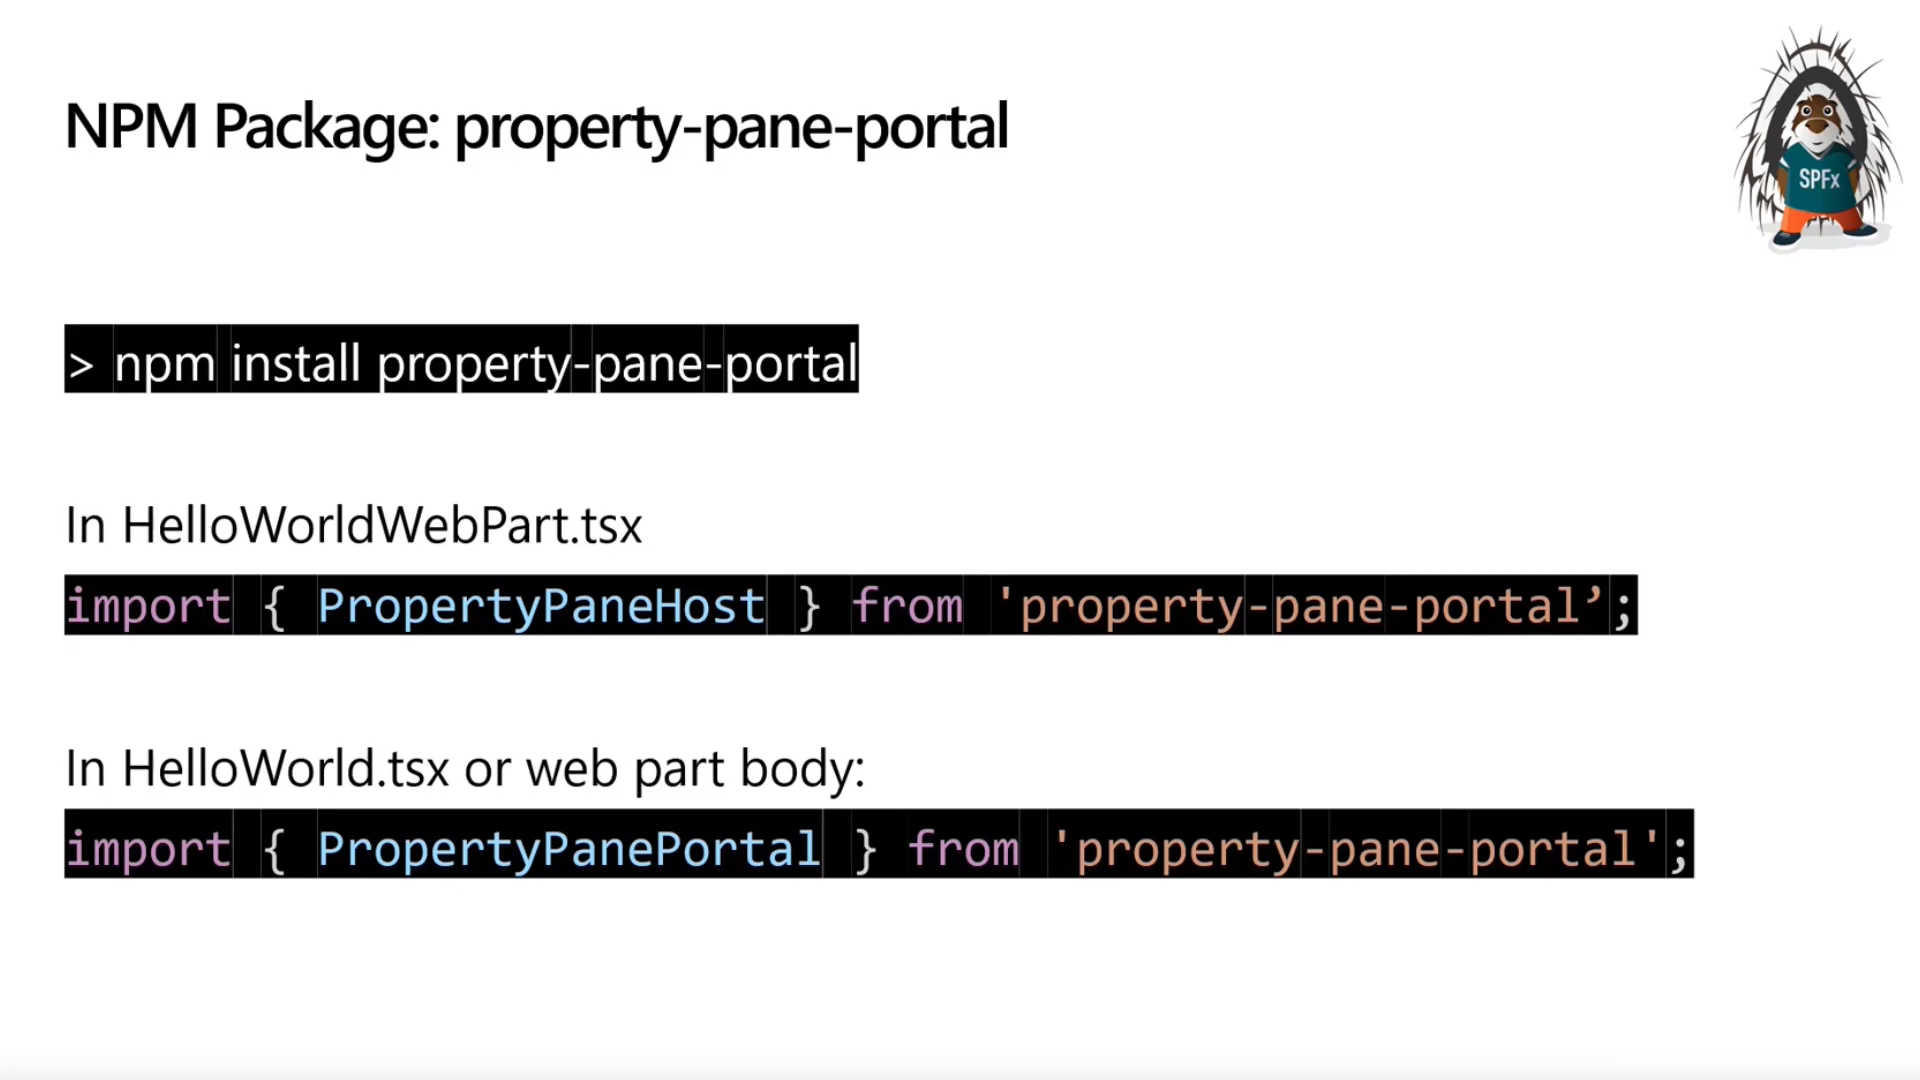 NPM Package: property-pane-portal
SPFx
> npm install property-pane-portal
In HelloWorldWebPart.tsx
import { PropertyPaneHost } from 'property-pane-portal’;
In HelloWorld.tsx or web part body:
import { PropertyPanePortal } from 'property-pane-portal';